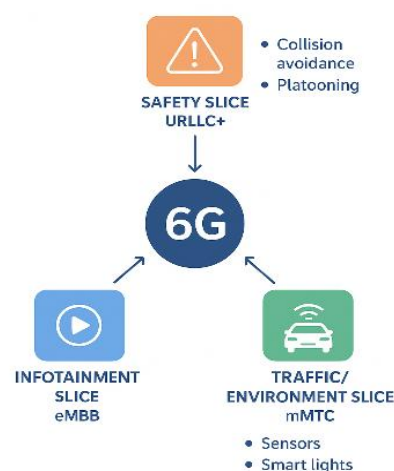 • Collision
avoidance
• Platooning
SAFETY SLICE
URLLC+
6G
INFOTAINMENT
SLICE
eMBB
TRAFFIC/
ENVIRONMENT SLICE
mMTC
• Sensors
• Smart lights